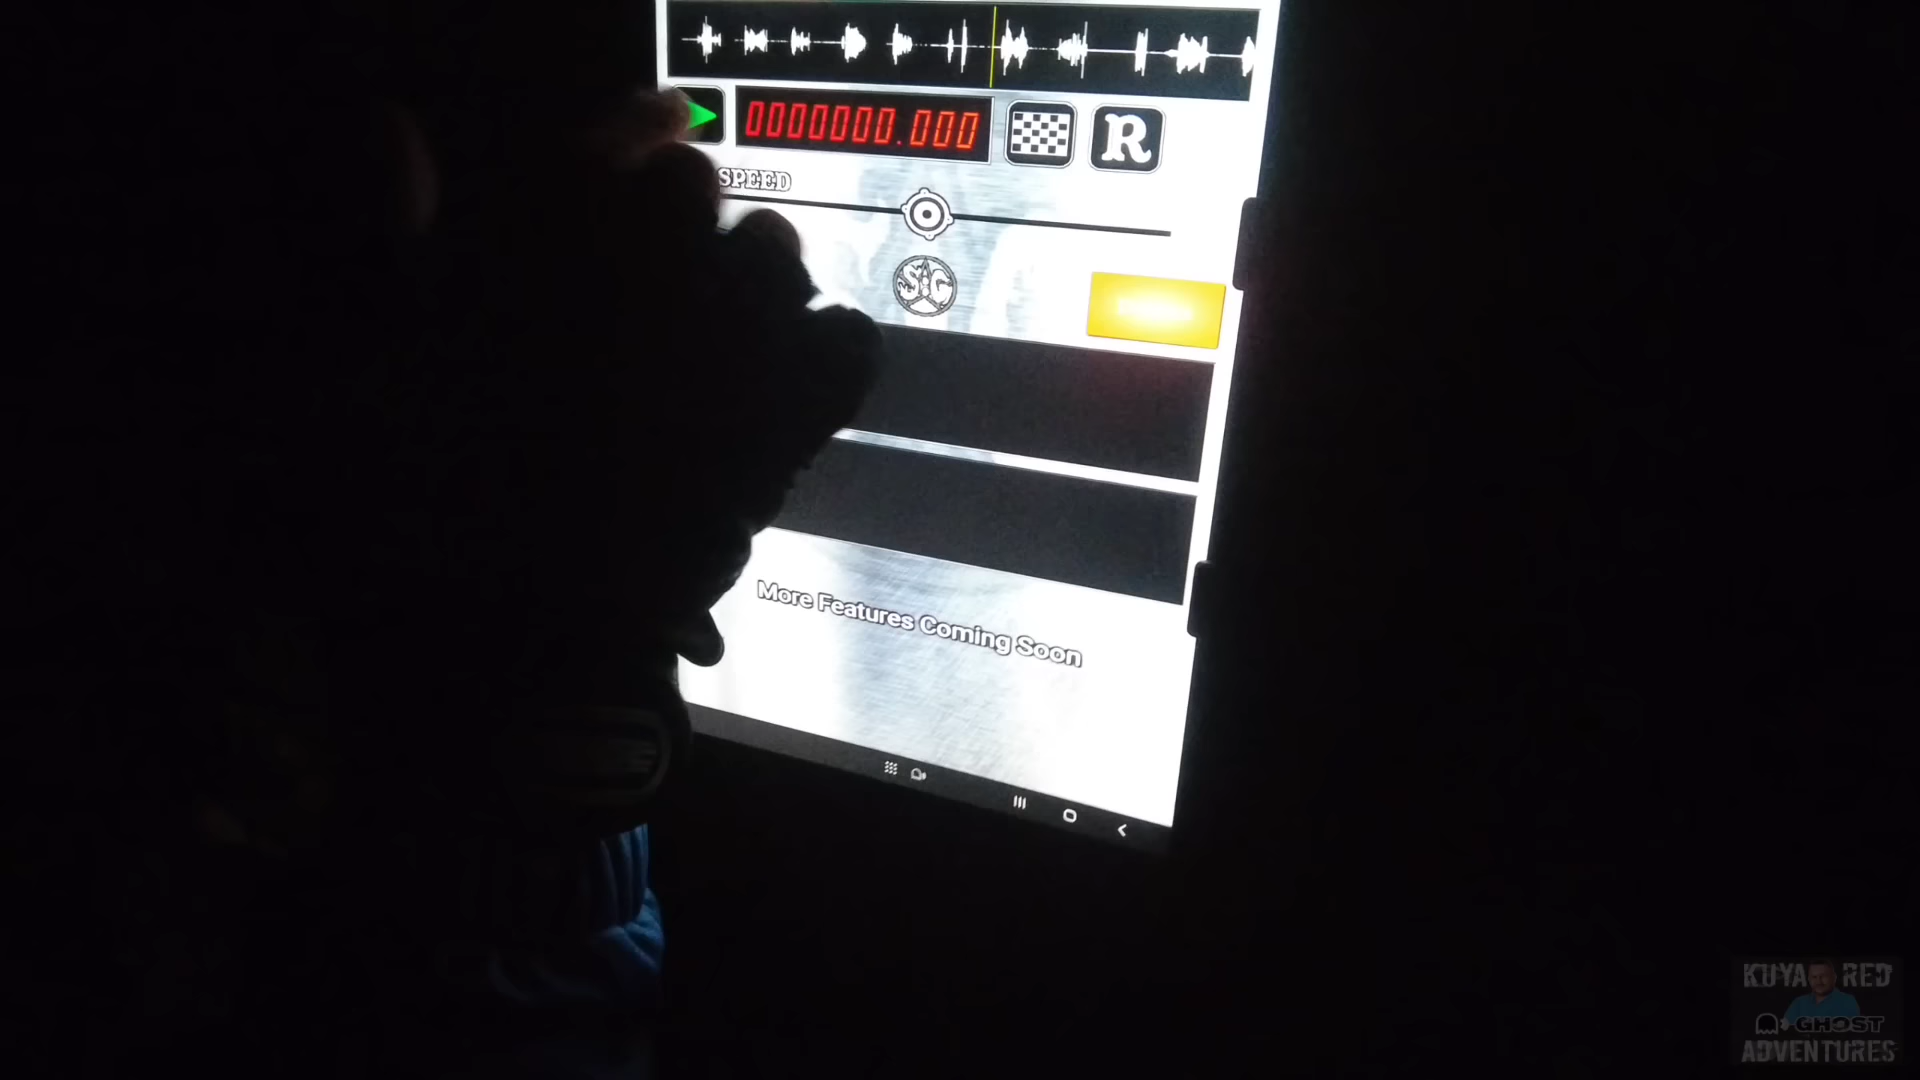 0000000.000
R
SPEED
SG
More Features Coming Soon
KUYA RED
GHOST
ADVENTURES